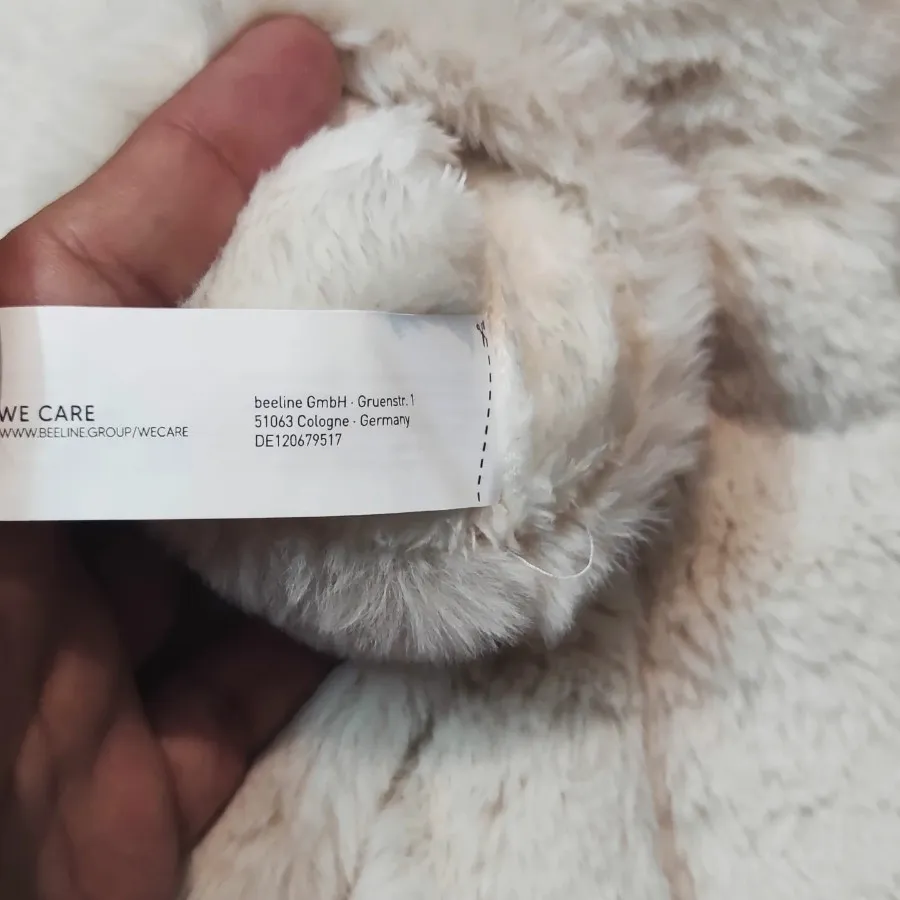 WE CARE
WWW.BEELINE.GROUP/WECARE
beeline GmbH · Gruenstr. 1
51063 Cologne · Germany
DE120679517